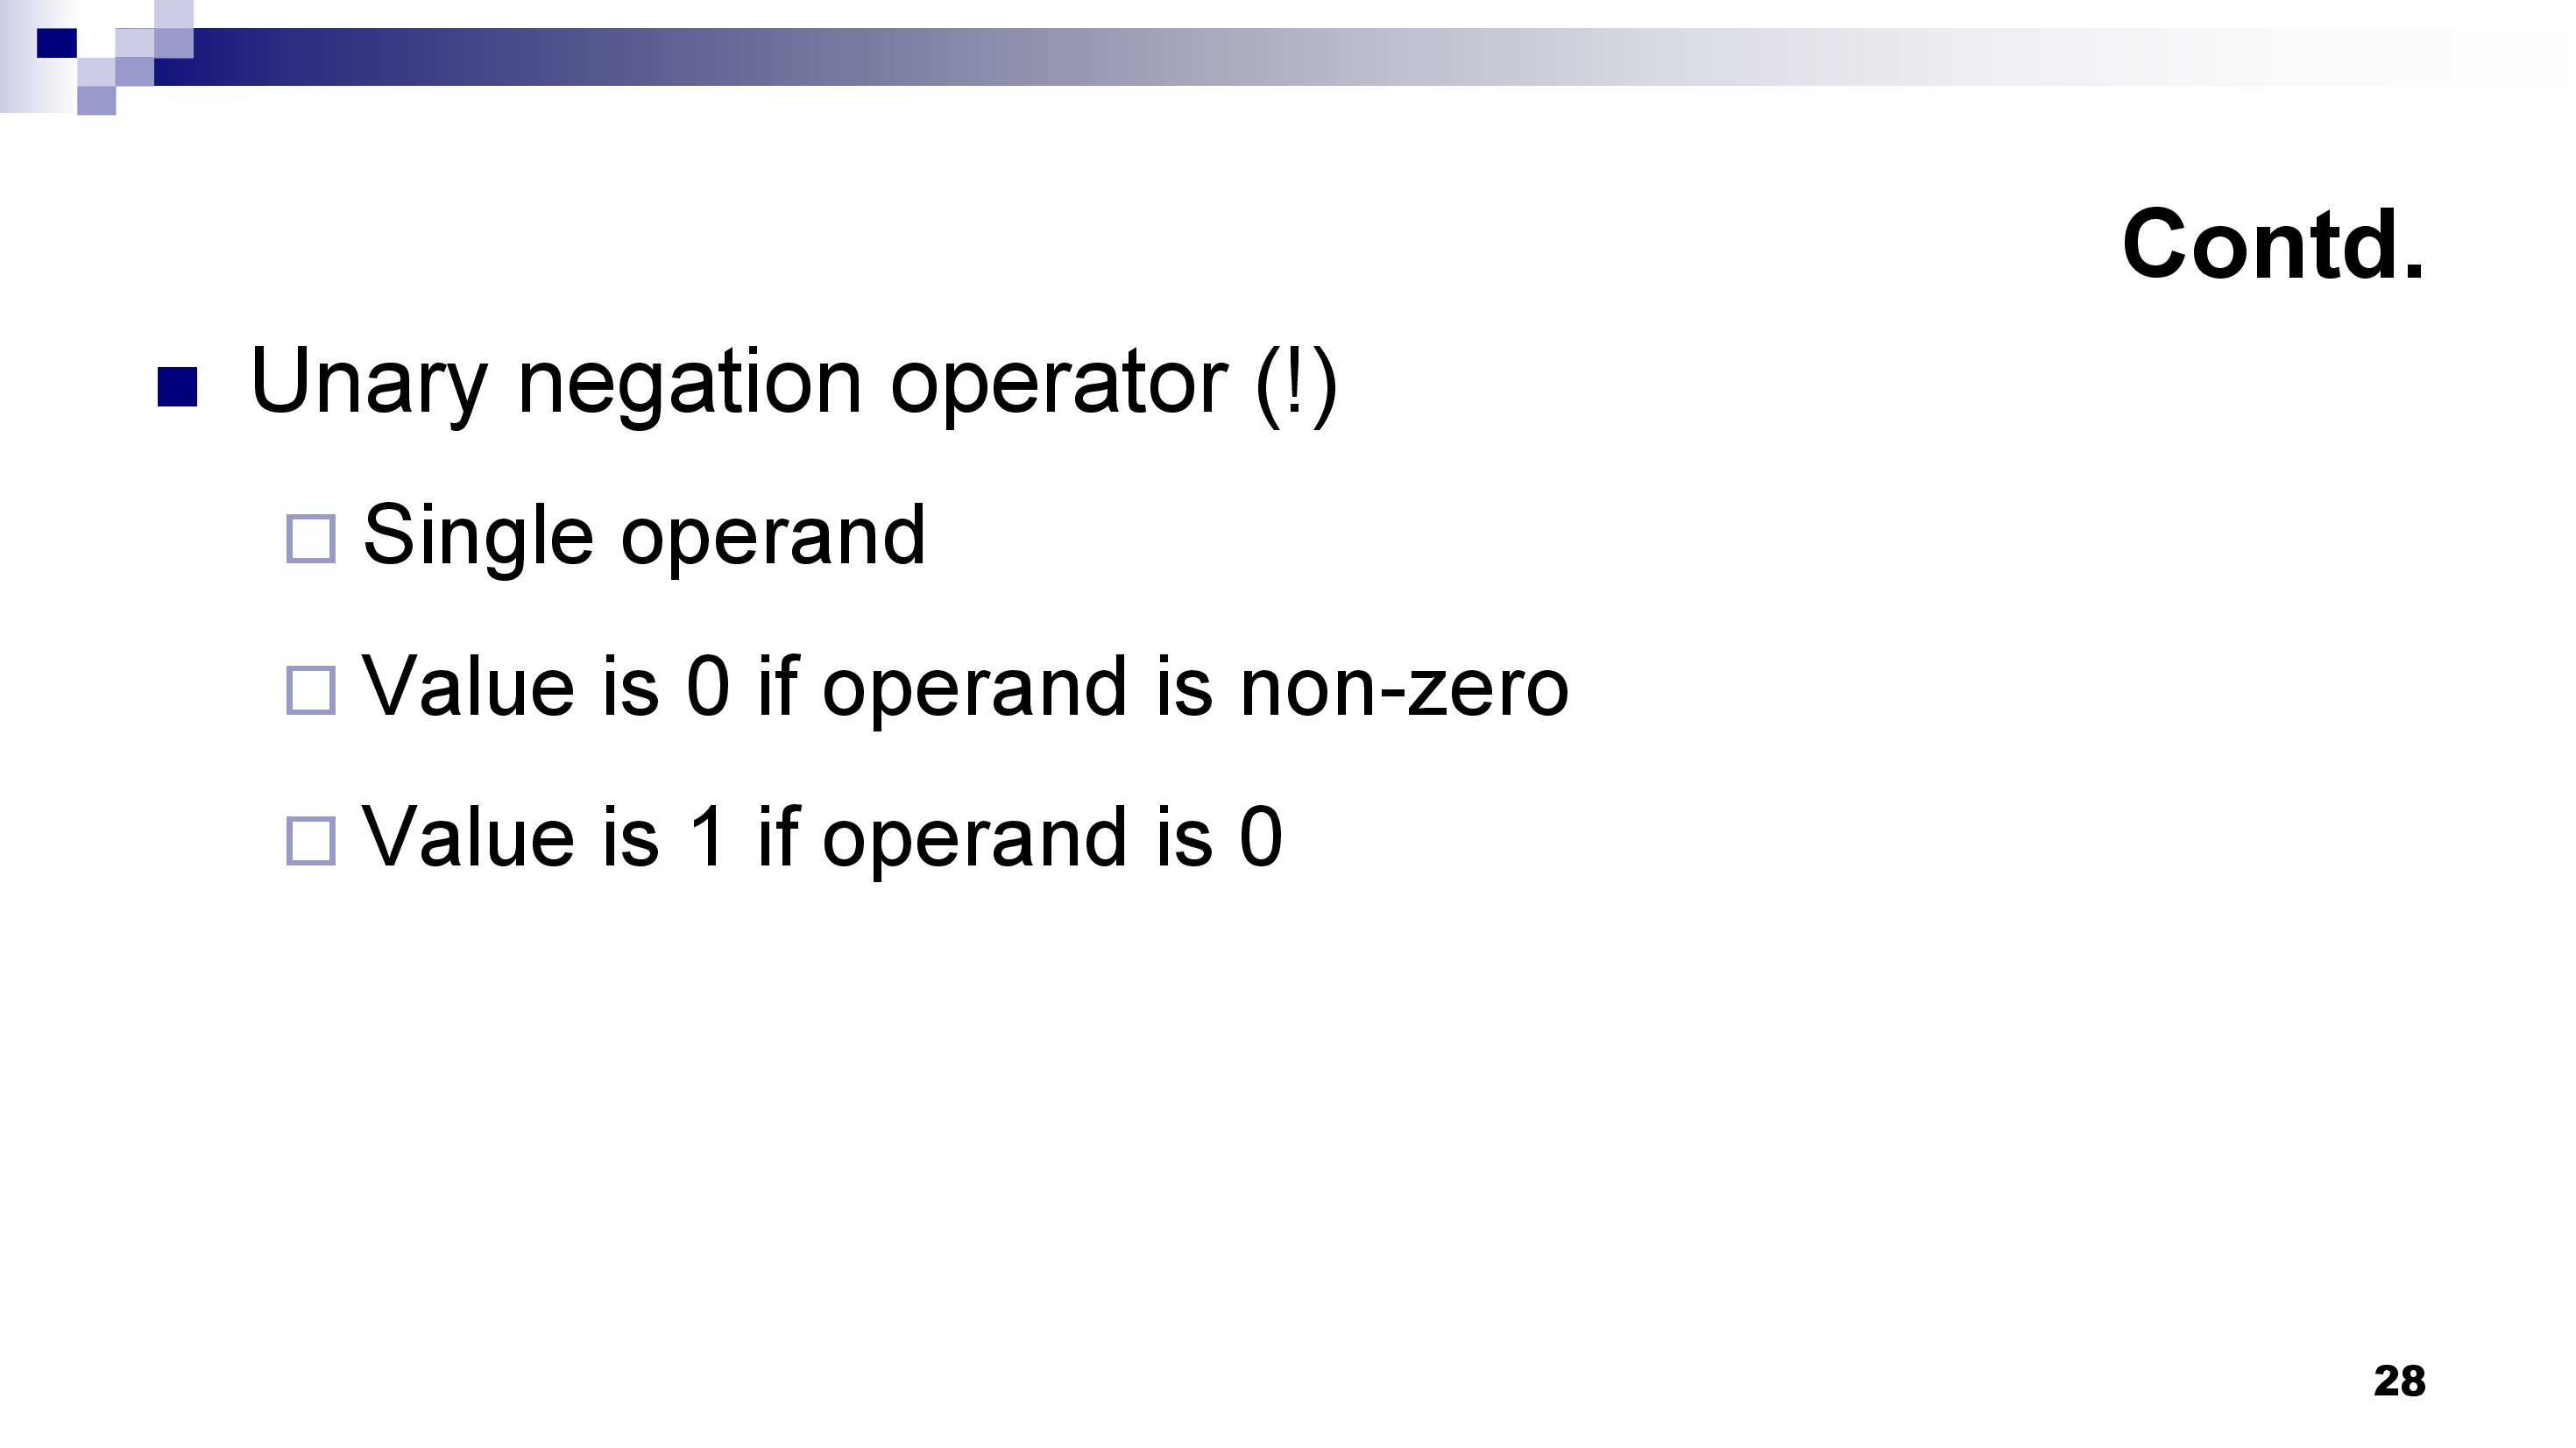 Contd.
Unary negation operator (!)
Single operand
Value is 0 if operand is non-zero
Value is 1 if operand is 0
28